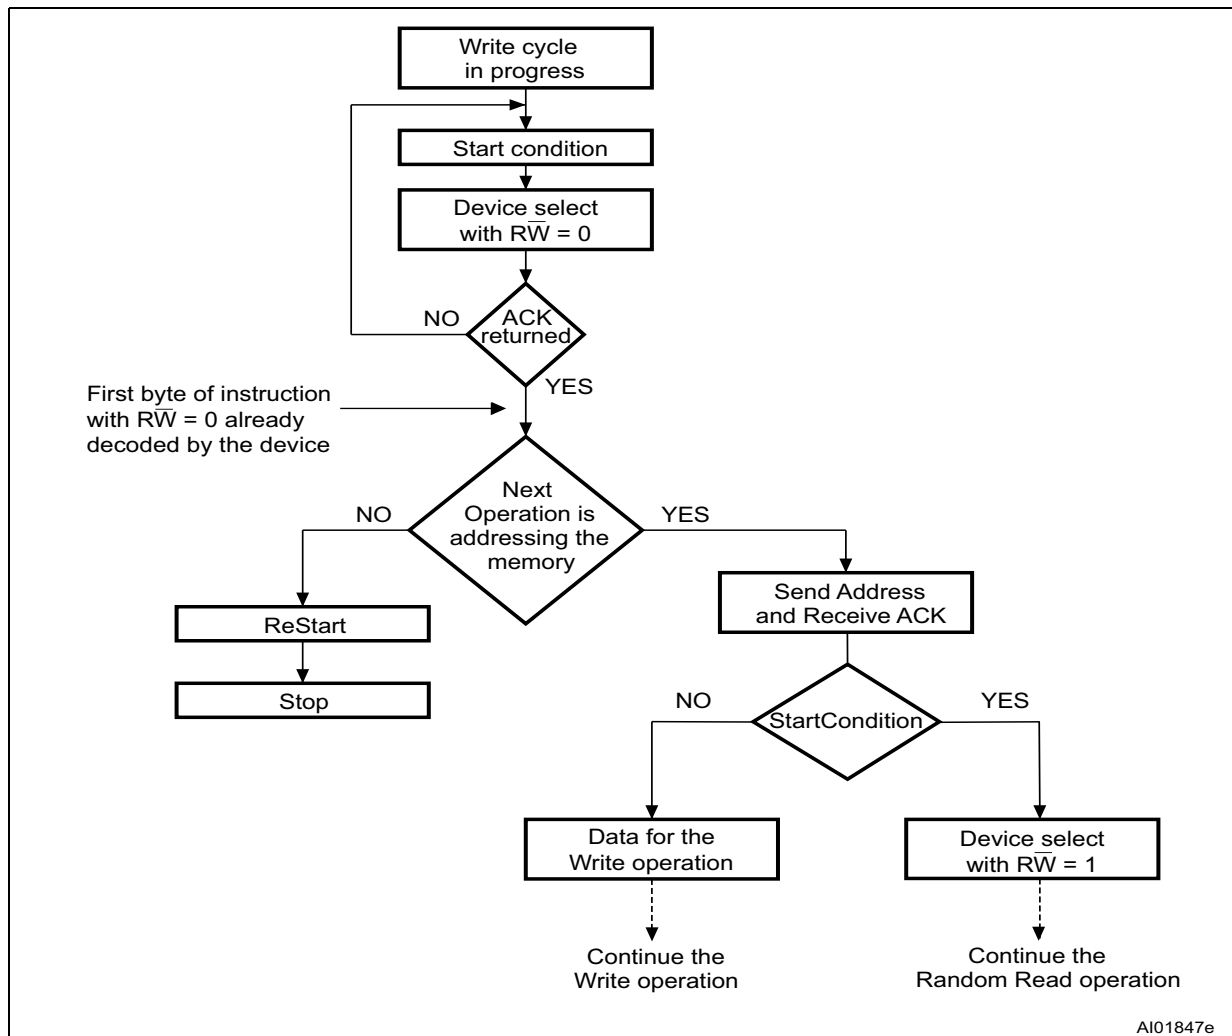 Write cycle
in progress
Start condition
Device select
with RW̅ = 0
NO
ACK
returned
YES
First byte of instruction
with RW̅ = 0 already
decoded by the device
NO
Next
Operation is
addressing the
memory
YES
Send Address
and Receive ACK
ReStart
Stop
NO
StartCondition
YES
Data for the
Write operation
Device select
with RW̅ = 1
Continue the
Write operation
Continue the
Random Read operation
AI01847e